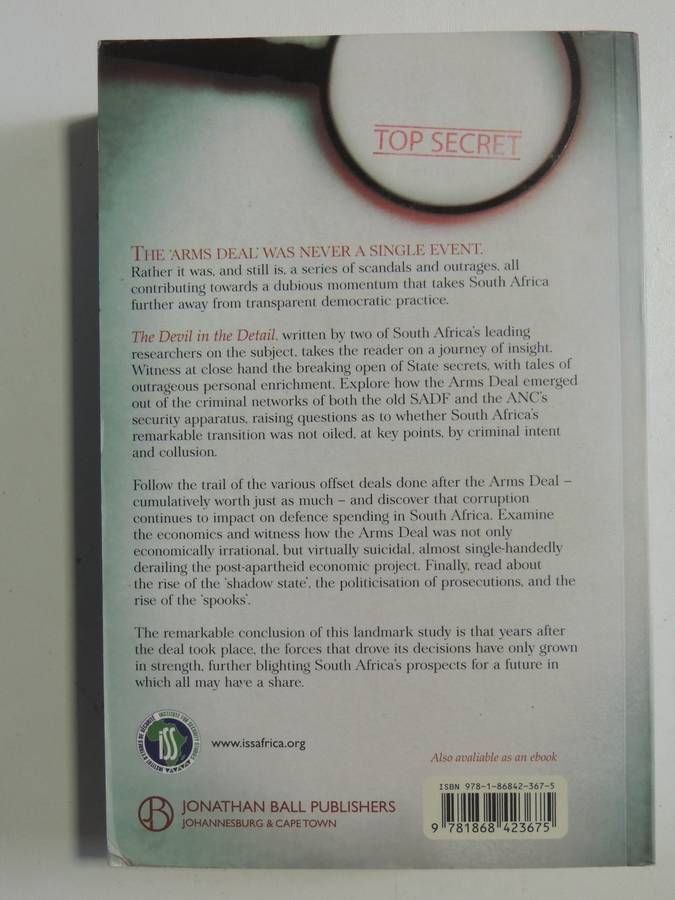 TOP SECRET
THE 'ARMS DEAL' WAS NEVER A SINGLE EVENT.
Rather it was, and still is, a series of scandals and outrages, all
contributing towards a dubious momentum that takes South Africa
further away from transparent democratic practice.
The Devil in the Detail, written by two of South Africa's leading
researchers on the subject, takes the reader on a journey of insight.
Witness at close hand the breaking open of State secrets, with tales of
outrageous personal enrichment. Explore how the Arms Deal emerged
out of the criminal networks of both the old SADF and the ANC's
security apparatus, raising questions as to whether South Africa's
remarkable transition was not oiled, at key points, by criminal intent
and collusion.
Follow the trail of the various offset deals done after the Arms Deal –
cumulatively worth just as much – and discover that corruption
continues to impact on defence spending in South Africa. Examine
the economics and witness how the Arms Deal was not only
economically irrational, but virtually suicidal, almost single-handedly
derailing the post-apartheid economic project. Finally, read about
the rise of the 'shadow state', the politicisation of prosecutions, and the
rise of the 'spooks'.
The remarkable conclusion of this landmark study is that years after
the deal took place, the forces that drove its decisions have only grown
in strength, further blighting South Africa's prospects for a future in
which all may have a share.
INSTITUTE FOR SECURITY STUDIES
iss
www.issafrica.org
Also avaliable as an ebook
JONATHAN BALL PUBLISHERS
JOHANNESBURG & CAPE TOWN
ISBN 978-1-86842-367-5
9 781868 423675